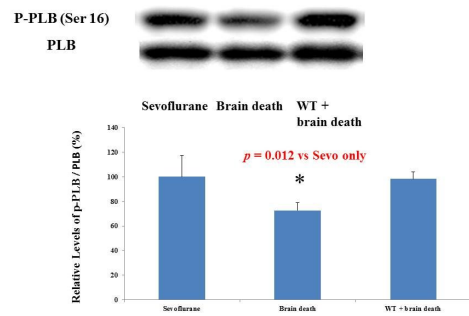 P-PLB (Ser 16)
PLB
Sevoflurane Brain death WT +
brain death
Relative Levels of p-PLB / PLB (%)
140
120
100
80
60
40
20
0
p = 0.012 vs Sevo only
*
Sevoflurane Brain death WT + brain death